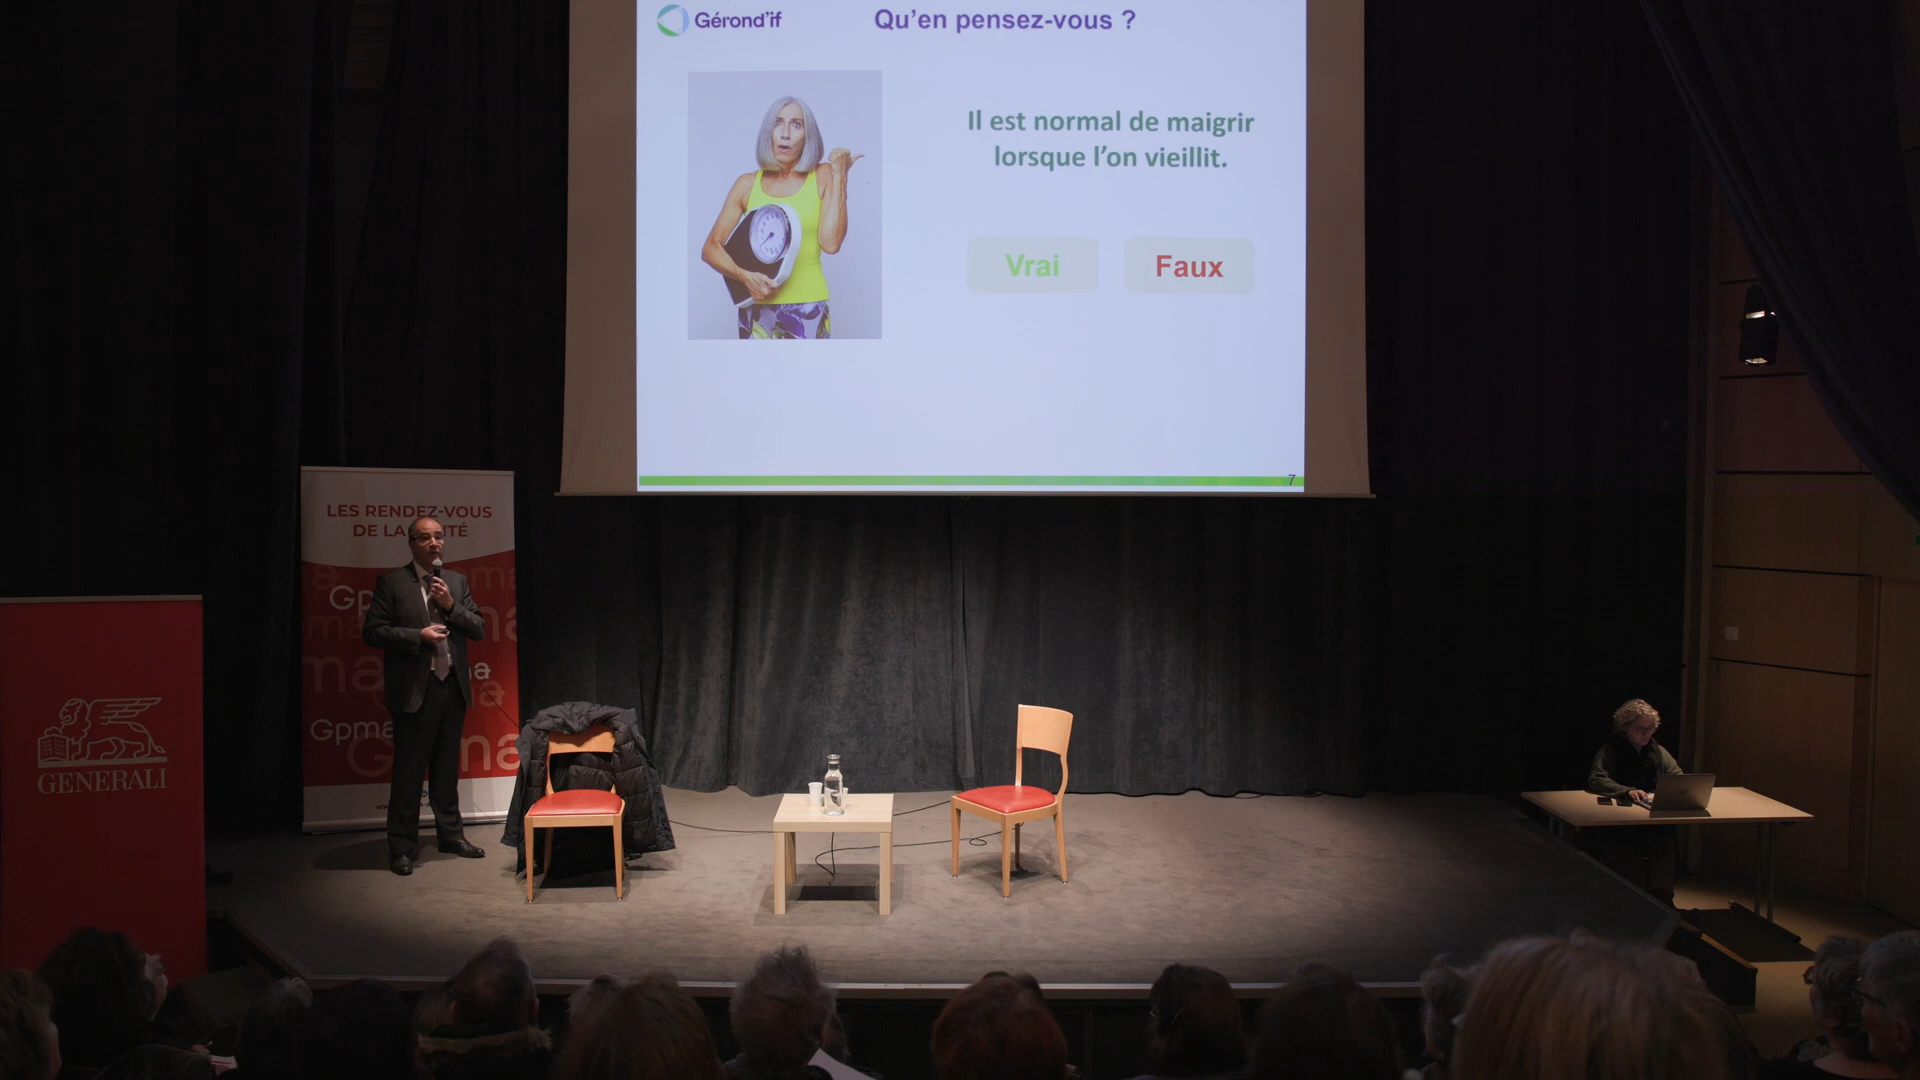 Gérond'if
Qu'en pensez-vous ?
Il est normal de maigrir
lorsque l'on vieillit.
Vrai
Faux
7
LES RENDEZ-VOUS
DE LA
Gpma
GENERALI